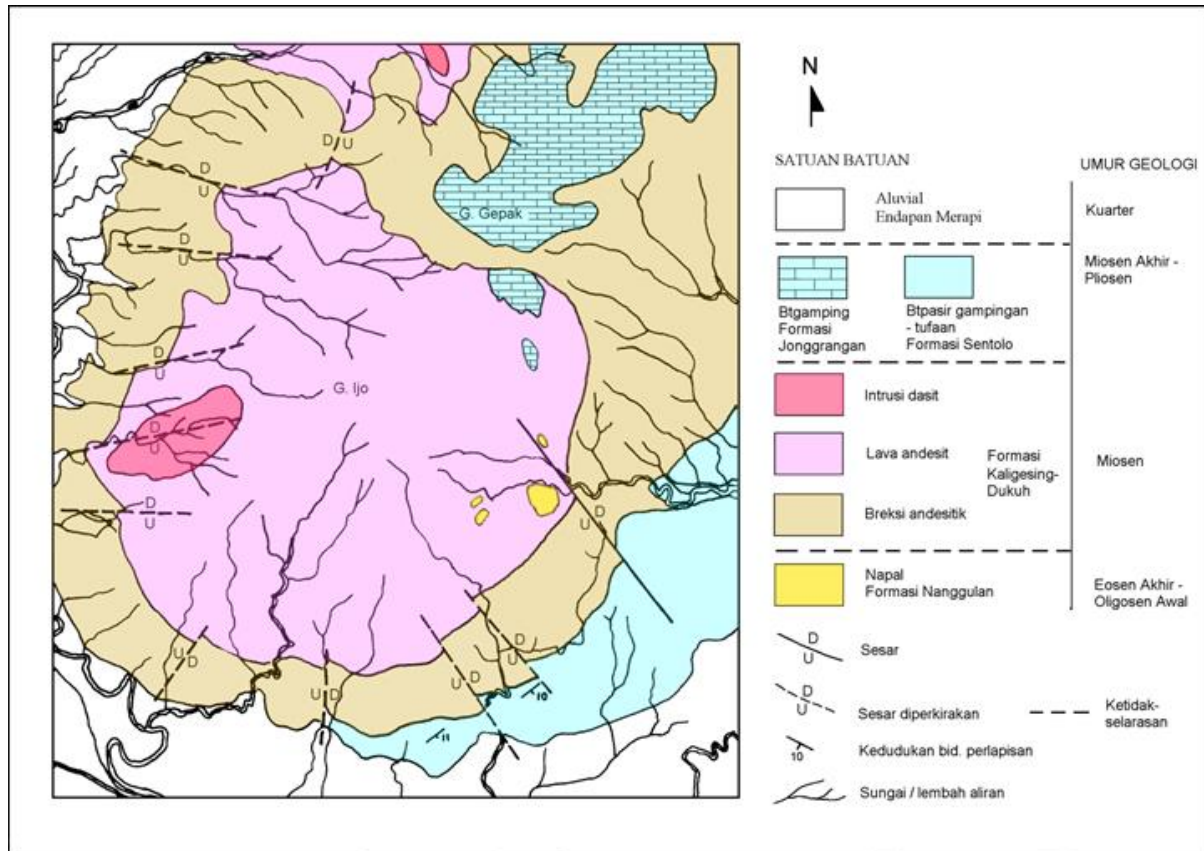 N
SATUAN BATUAN
UMUR GEOLOGI
Aluvial
Endapan Merapi
Kuarter
Btgamping
Formasi
Jonggrangan
Btpasir gampingan
- tufaan
Formasi Sentolo
Miosen Akhir -
Pliosen
Intrusi dasit
Lava andesit
Breksi andesitik
Formasi
Kaligesing-
Dukuh
Miosen
Napal
Formasi Nanggulan
Eosen Akhir -
Oligosen Awal
D
U
Sesar
D
U
Sesar diperkirakan
Ketidak-
selarasan
10
Kedudukan bid. perlapisan
Sungai / lembah aliran
D U
D
U
G. Gepak
D
U
D
U
G. Ijo
D
U
D
U
U D
U D
D
U
U D
U D
10
11